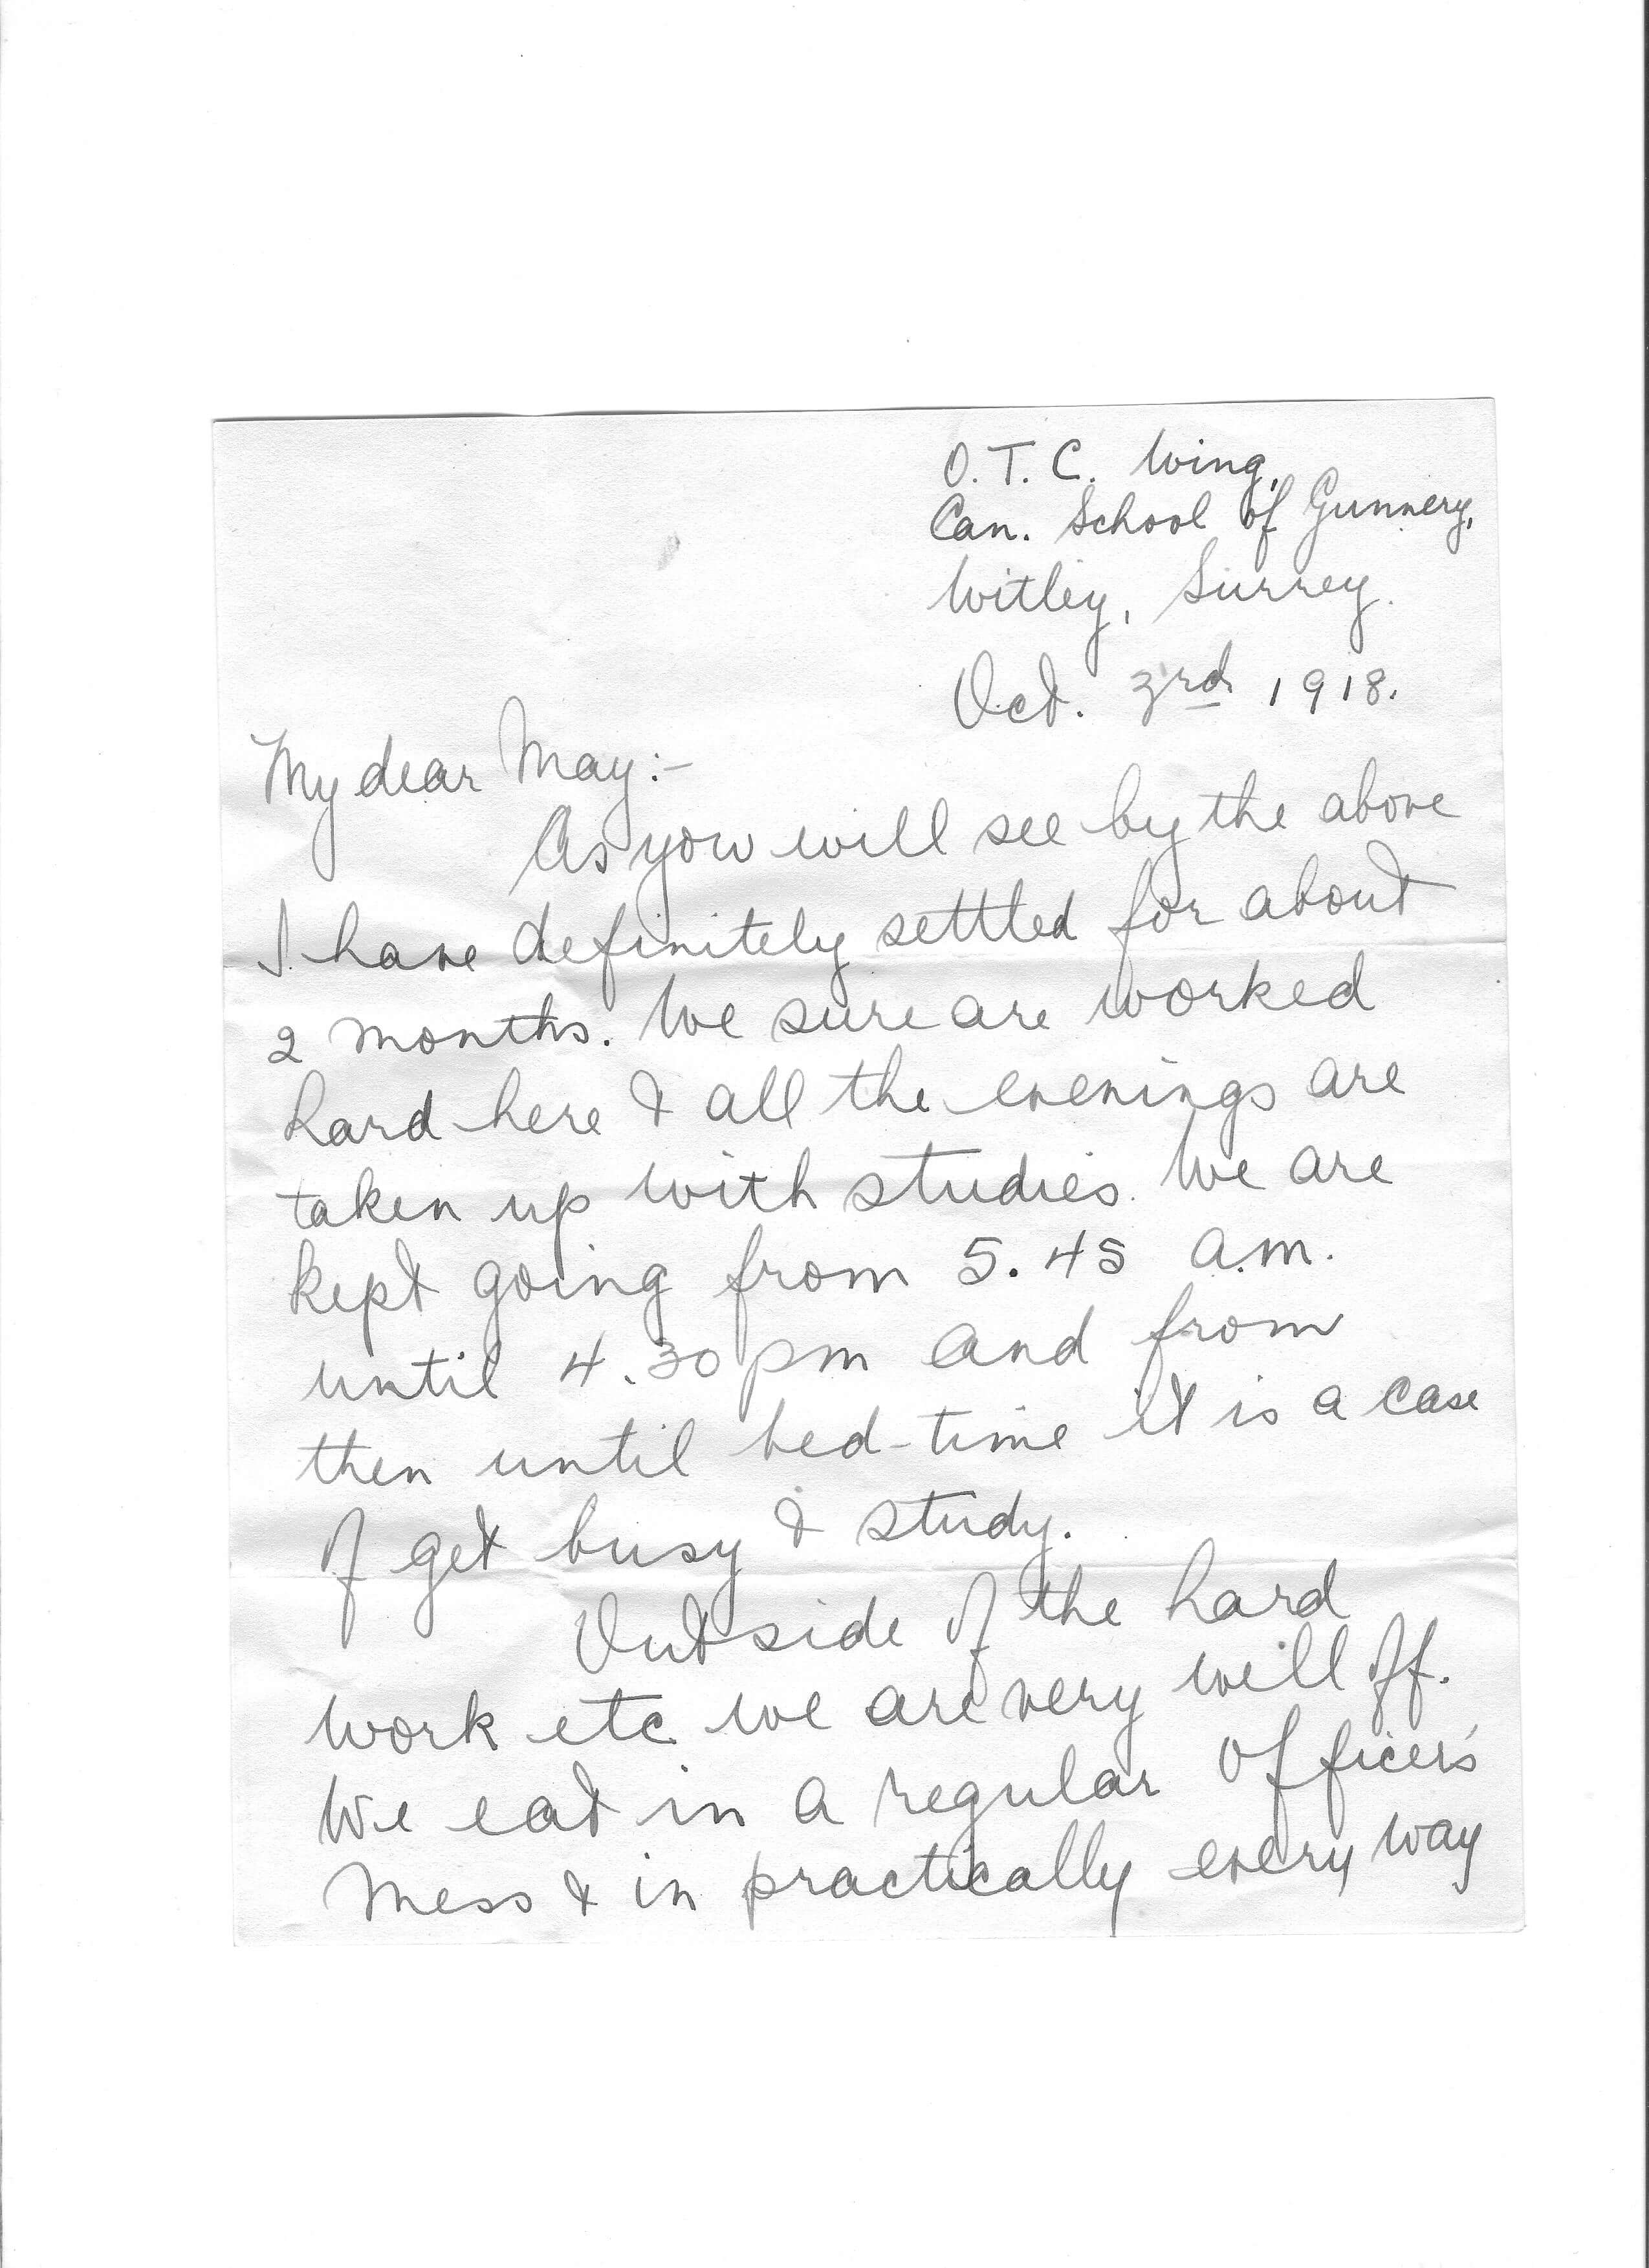 O.T.C. Wing,
Can. School of Gunnery,
Witley, Surrey.
Oct. 3rd 1918.
My dear May:-
As you will see by the above
I have definitely settled for about
2 months. We sure are worked
hard here & all the evenings are
taken up with studies. We are
kept going from 5.45 a.m.
until 4.30 pm and from
then until bed-time it is a case
of get busy & study.
Outside of the hard
work etc we are very well off.
We eat in a regular Officer's
Mess & in practically every way